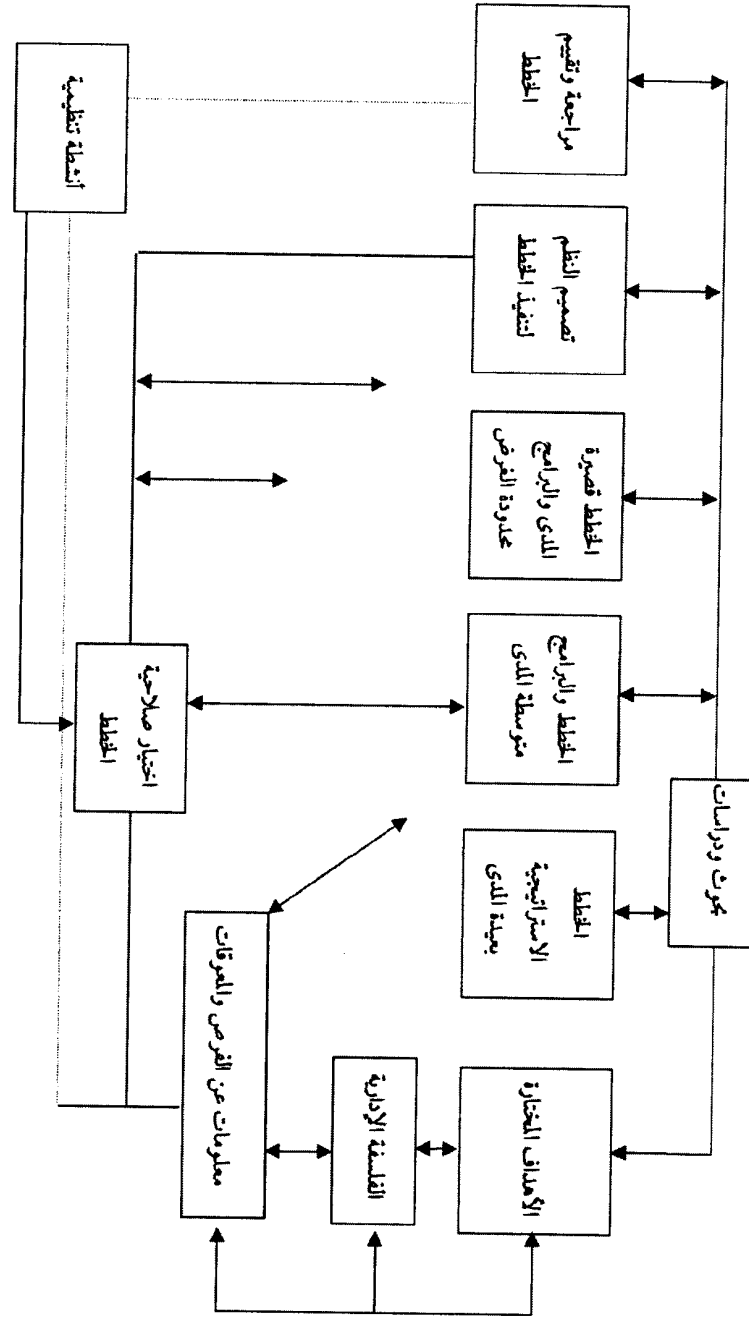 بحوث ودراسات
الأهداف المختارة
الخطط
الاستراتيجية
بعيدة المدى
الخطط والبرامج
متوسطة المدى
الخطط قصيرة
المدى والبرامج
محدودة الغرض
تصميم النظم
لتنفيذ الخطط
مراجعة وتقييم
الخطط
الفلسفة الإدارية
معلومات عن الفرص والمعوقات
اختيار صلاحية
الخطط
أنشطة تنظيمية